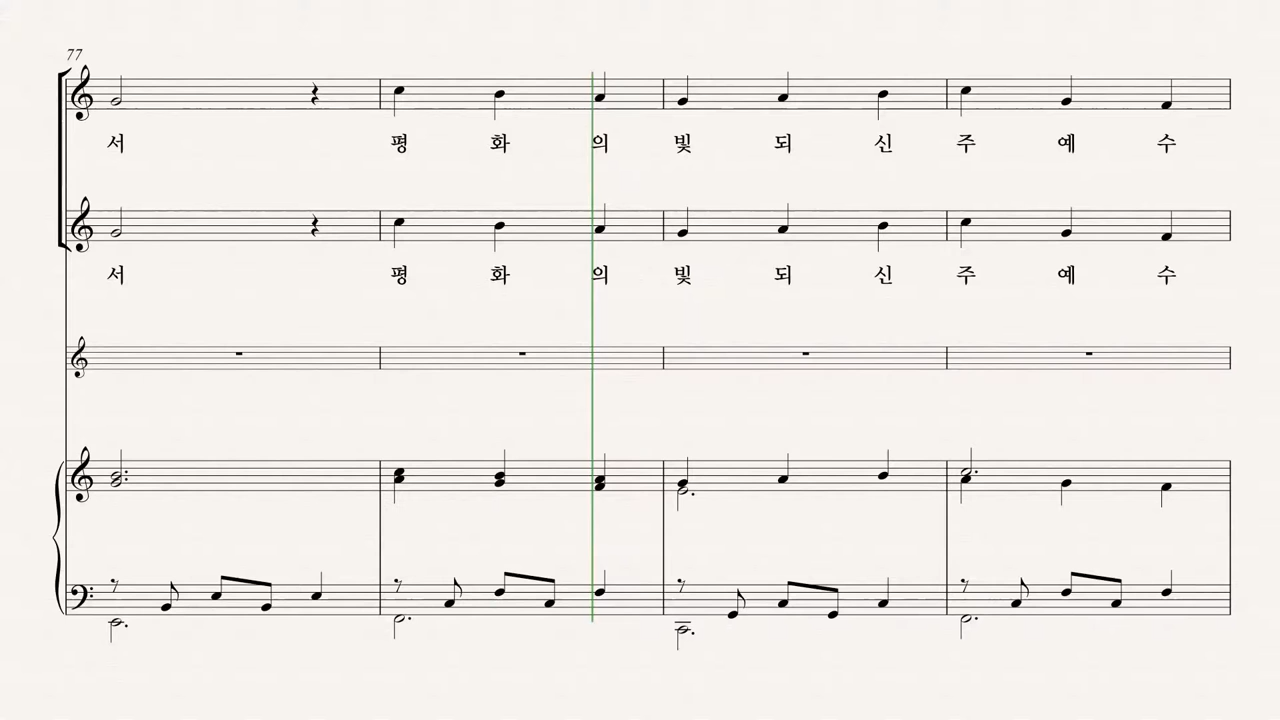 77
서 평 화 의 빛 되 신 주 예 수
서 평 화 의 빛 되 신 주 예 수